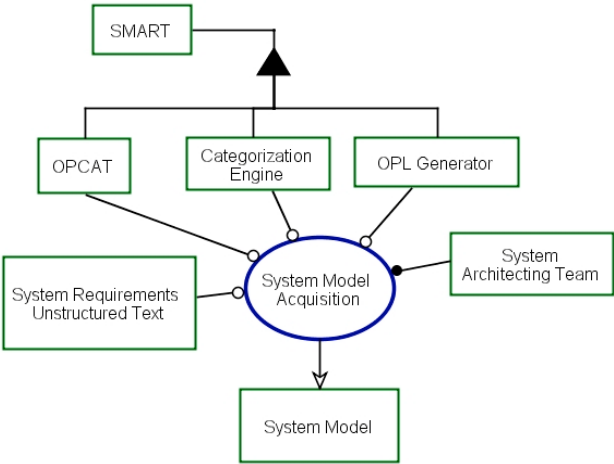 SMART
OPCAT
Categorization
Engine
OPL Generator
System Requirements
Unstructured Text
System Model
Acquisition
System
Architecting Team
System Model